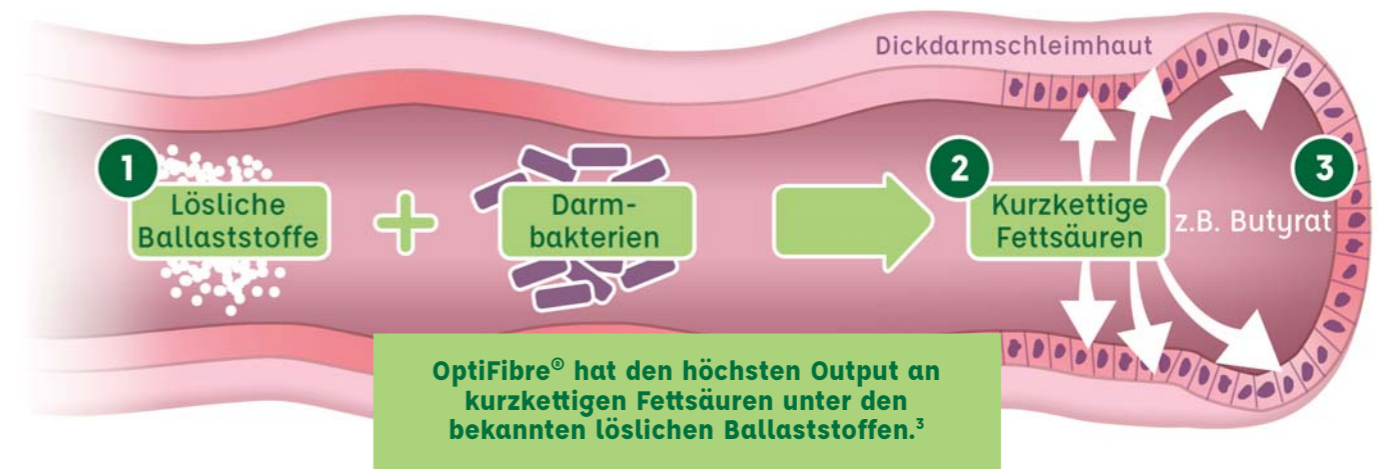 Dickdarmschleimhaut
1
Lösliche
Ballaststoffe
+
Darm-
bakterien
2
Kurzkettige
Fettsäuren
z.B. Butyrat
3
OptiFibre® hat den höchsten Output an
kurzkettigen Fettsäuren unter den
bekannten löslichen Ballaststoffen.³